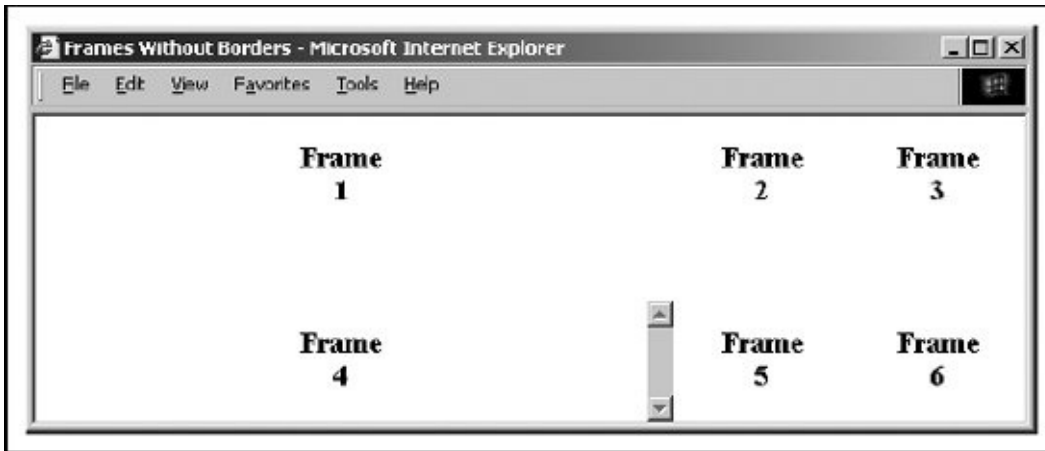 Frames Without Borders - Microsoft Internet Explorer
File Edit View Favorites Tools Help
Frame
1
Frame
2
Frame
3
Frame
4
Frame
5
Frame
6